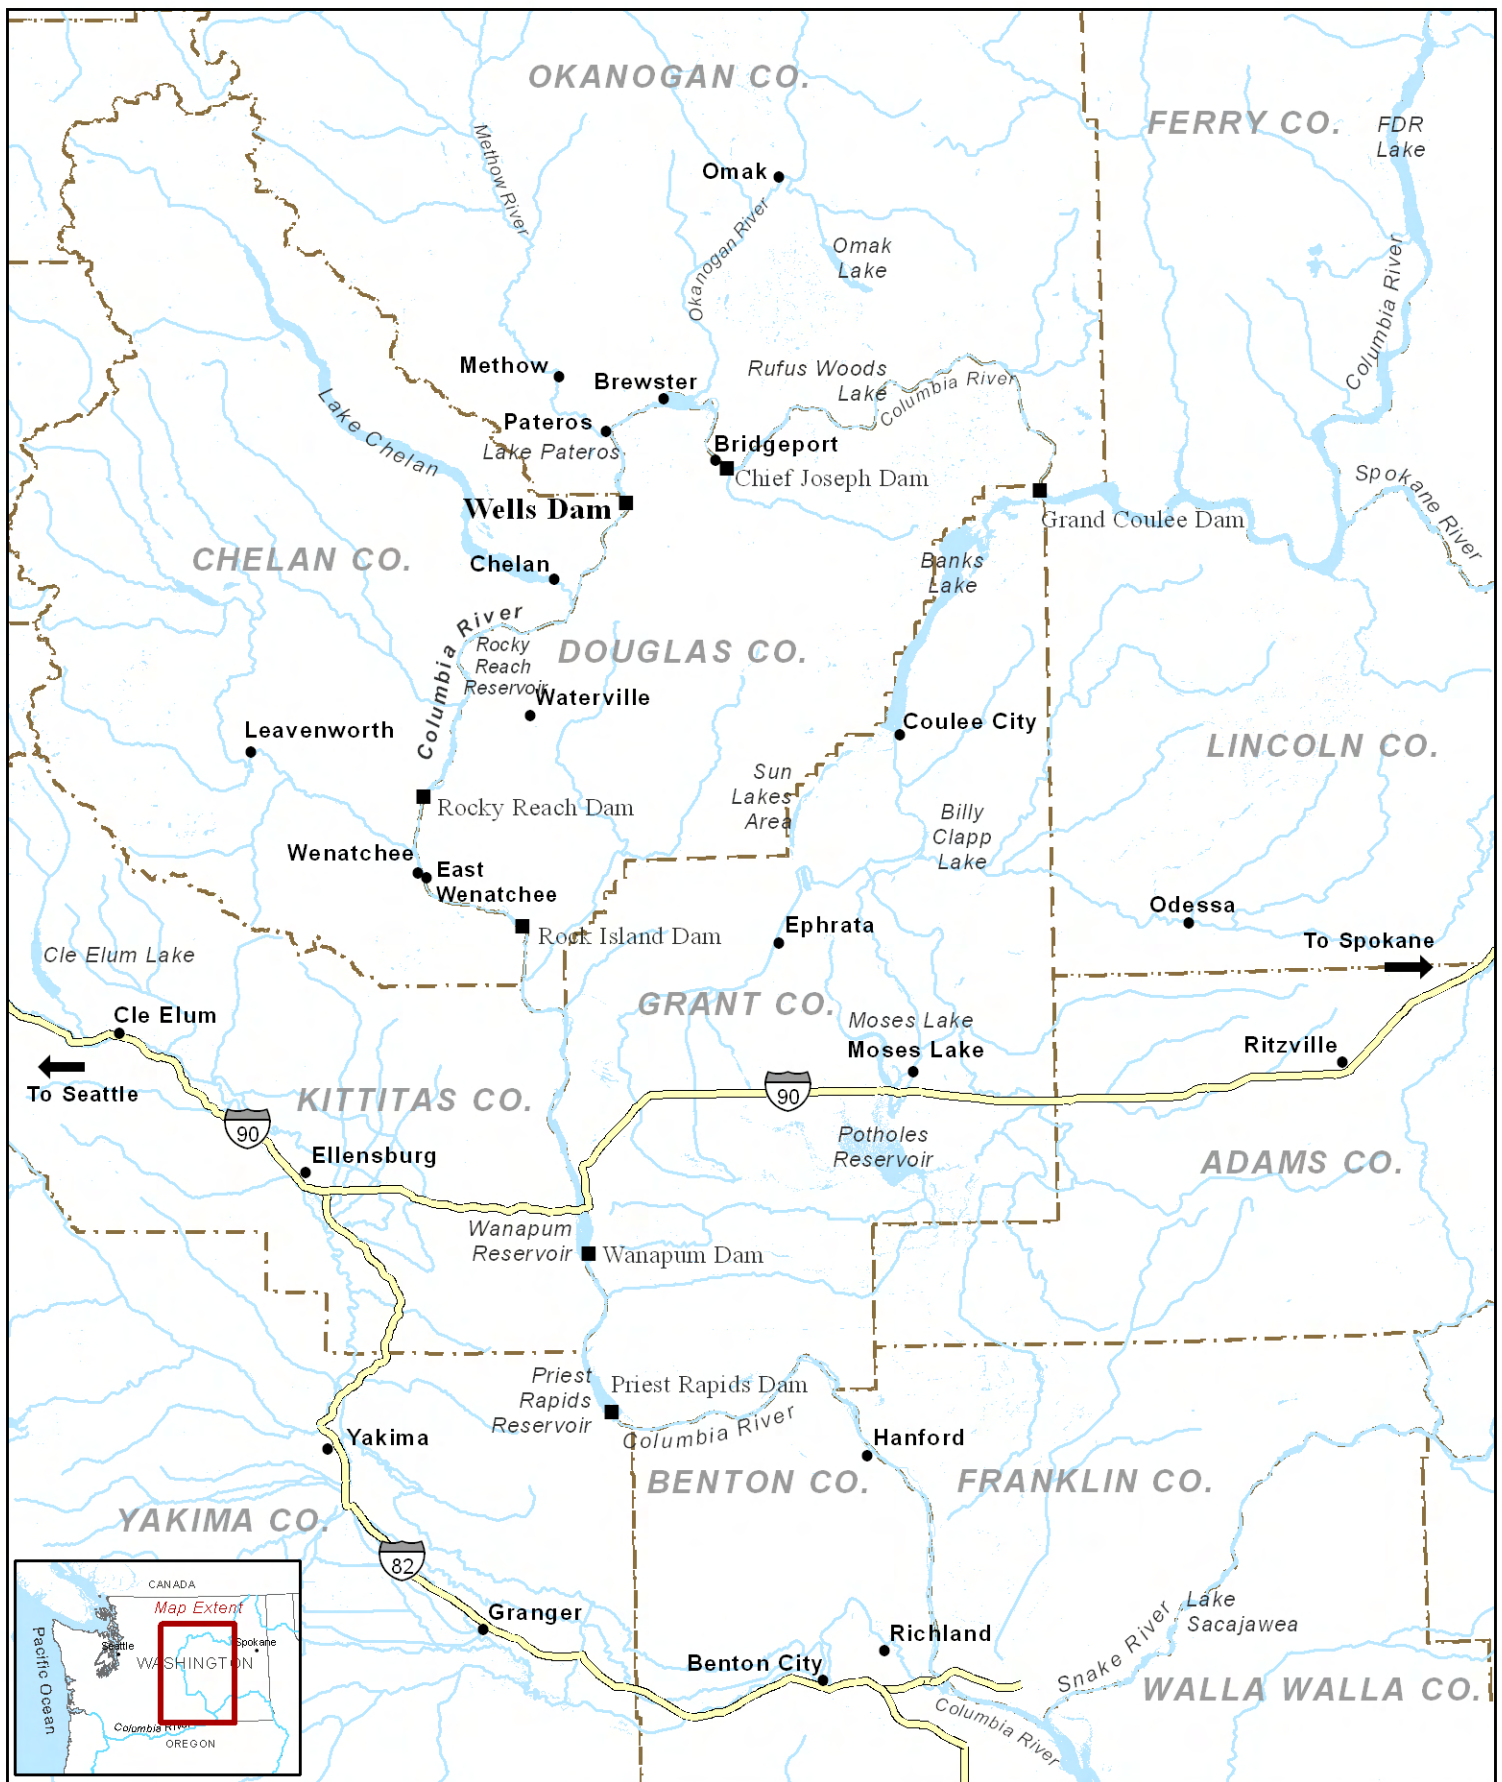 OKANOGAN CO.
FERRY CO.
FDR
Lake
Methow River
Omak
Okanogan River
Omak
Lake
Columbia River
Methow
Brewster
Rufus Woods
Lake
Columbia River
Pateros
Lake Pateros
Bridgeport
Chief Joseph Dam
Lake Chelan
Spokane River
Wells Dam
Grand Coulee Dam
CHELAN CO.
Chelan
Banks
Lake
Columbia River
Rocky
Reach
Reservoir
DOUGLAS CO.
Waterville
Leavenworth
Coulee City
LINCOLN CO.
Sun
Lakes
Area
Rocky Reach Dam
Billy
Clapp
Lake
Wenatchee
East
Wenatchee
Odessa
Ephrata
Rock Island Dam
To Spokane
Cle Elum Lake
GRANT CO.
Cle Elum
Moses Lake
Moses Lake
Ritzville
To Seattle
KITTITAS CO.
90
90
Potholes
Reservoir
Ellensburg
ADAMS CO.
Wanapum
Reservoir
Wanapum Dam
Priest
Rapids
Reservoir
Priest Rapids Dam
Columbia River
Yakima
Hanford
BENTON CO.
FRANKLIN CO.
YAKIMA CO.
82
Granger
Lake
Sacajawea
Richland
Benton City
Snake River
WALLA WALLA CO.
Columbia River
CANADA
Map Extent
Seattle
Spokane
WASHINGTON
Pacific Ocean
Columbia River
OREGON